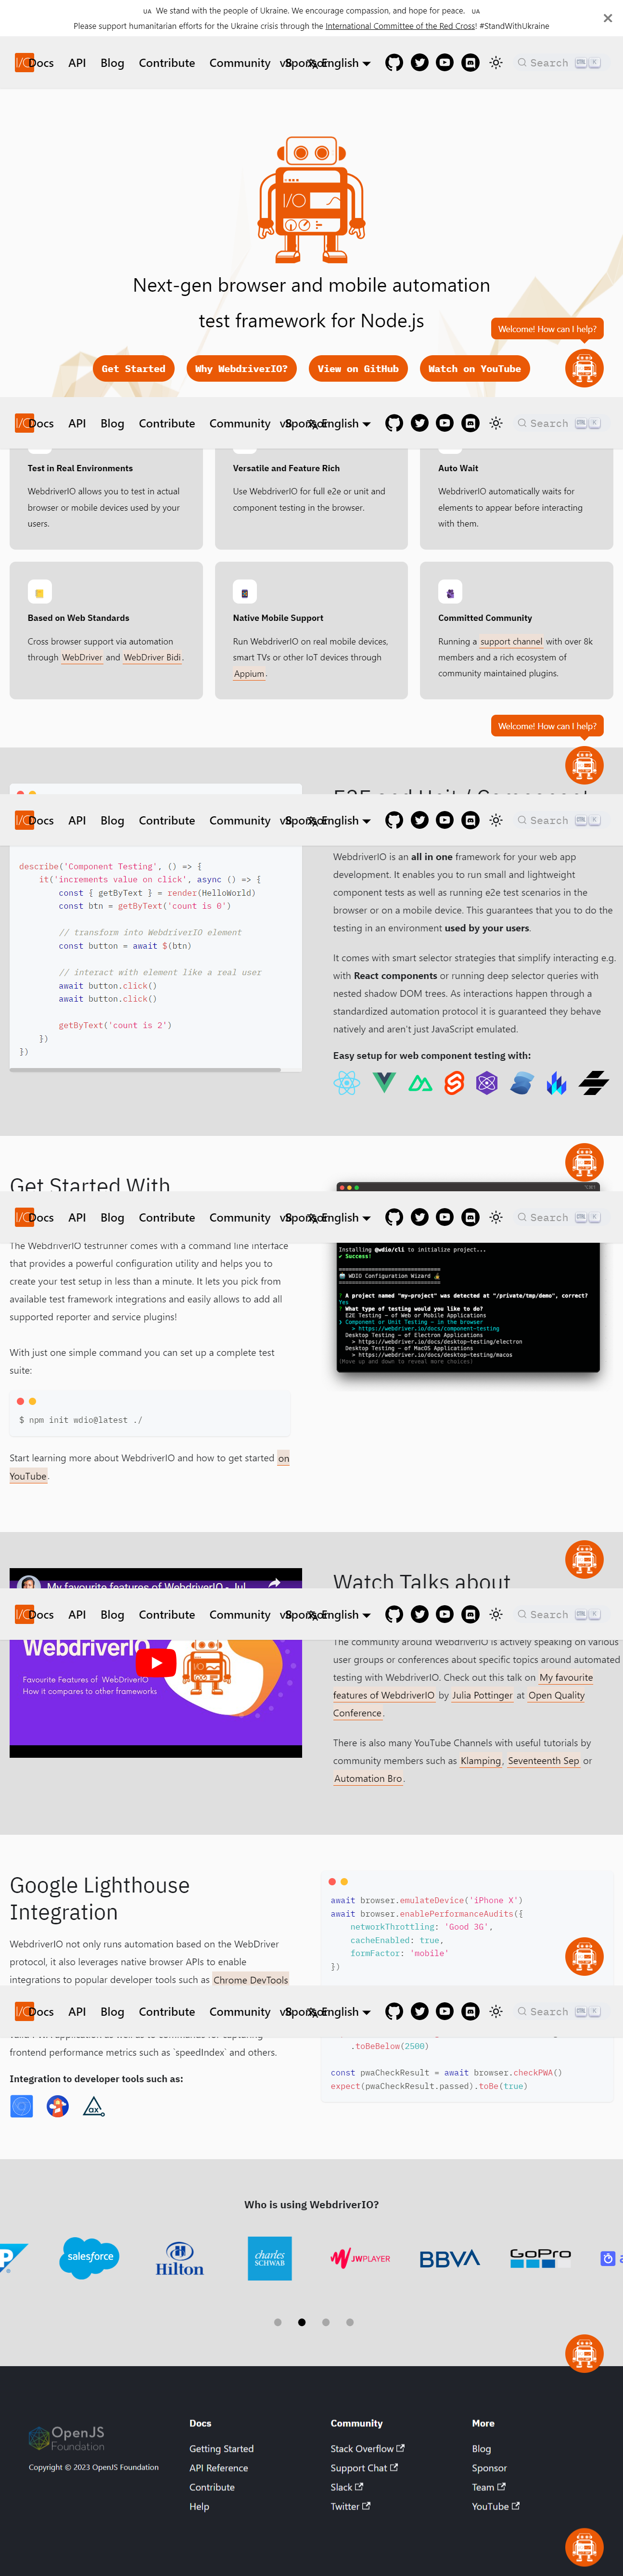 UA We stand with the people of Ukraine. We encourage compassion, and hope for peace. UA
Please support humanitarian efforts for the Ukraine crisis through the International Committee of the Red Cross! #StandWithUkraine
I/O Docs API Blog Contribute Community v8 Sponsor English Search CTRL K
I/O
Next-gen browser and mobile automation
test framework for Node.js
Welcome! How can I help?
Get Started Why WebdriverIO? View on GitHub Watch on YouTube
I/O Docs API Blog Contribute Community v8 Sponsor English Search CTRL K
Test in Real Environments
WebdriverIO allows you to test in actual
browser or mobile devices used by your
users.
Versatile and Feature Rich
Use WebdriverIO for full e2e or unit and
component testing in the browser.
Auto Wait
WebdriverIO automatically waits for
elements to appear before interacting
with them.
Based on Web Standards
Cross browser support via automation
through WebDriver and WebDriver Bidi.
Native Mobile Support
Run WebdriverIO on real mobile devices,
smart TVs or other IoT devices through
Appium.
Committed Community
Running a support channel with over 8k
members and a rich ecosystem of
community maintained plugins.
Welcome! How can I help?
E2E and Unit / Component
I/O Docs API Blog Contribute Community v8 Sponsor English Search CTRL K
describe('Component Testing', () => {
it('increments value on click', async () => {
const { getByText } = render(HelloWorld)
const btn = getByText('count is 0')
// transform into WebdriverIO element
const button = await $(btn)
// interact with element like a real user
await button.click()
await button.click()
getByText('count is 2')
})
})
WebdriverIO is an all in one framework for your web app
development. It enables you to run small and lightweight
component tests as well as running e2e test scenarios in the
browser or on a mobile device. This guarantees that you to do the
testing in an environment used by your users.
It comes with smart selector strategies that simplify interacting e.g.
with React components or running deep selector queries with
nested shadow DOM trees. As interactions happen through a
standardized automation protocol it is guaranteed they behave
natively and aren't just JavaScript emulated.
Easy setup for web component testing with:
Get Started With
I/O Docs API Blog Contribute Community v8 Sponsor English Search CTRL K
The WebdriverIO testrunner comes with a command line interface
that provides a powerful configuration utility and helps you to
create your test setup in less than a minute. It lets you pick from
available test framework integrations and easily allows to add all
supported reporter and service plugins!
With just one simple command you can set up a complete test
suite:
$ npm init wdio@latest ./
Start learning more about WebdriverIO and how to get started on
YouTube.
Installing @wdio/cli to initialize project...
✔ Success!
===============================
WDIO Configuration Wizard
===============================
? A project named "my-project" was detected at "/private/tmp/demo", correct?
Yes
? What type of testing would you like to do?
E2E Testing - of Web or Mobile Applications
❯ Component or Unit Testing - in the browser
> https://webdriver.io/docs/component-testing
Desktop Testing - of Electron Applications
> https://webdriver.io/docs/desktop-testing/electron
Desktop Testing - of MacOS Applications
> https://webdriver.io/docs/desktop-testing/macos
(Move up and down to reveal more choices)
My favourite features of WebdriverIO - Jul
Watch Talks about
I/O Docs API Blog Contribute Community v8 Sponsor English Search CTRL K
WebdriverIO
Favourite Features of WebdriverIO
How it compares to other frameworks
The community around WebdriverIO is actively speaking on various
user groups or conferences about specific topics around automated
testing with WebdriverIO. Check out this talk on My favourite
features of WebdriverIO by Julia Pottinger at Open Quality
Conference.
There is also many YouTube Channels with useful tutorials by
community members such as Klamping, Seventeenth Sep or
Automation Bro.
Google Lighthouse
Integration
WebdriverIO not only runs automation based on the WebDriver
protocol, it also leverages native browser APIs to enable
integrations to popular developer tools such as Chrome DevTools
await browser.emulateDevice('iPhone X')
await browser.enablePerformanceAudits({
networkThrottling: 'Good 3G',
cacheEnabled: true,
formFactor: 'mobile'
})
I/O Docs API Blog Contribute Community v8 Sponsor English Search CTRL K
frontend performance metrics such as `speedIndex` and others.
Integration to developer tools such as:
.toBeBelow(2500)
const pwaCheckResult = await browser.checkPWA()
expect(pwaCheckResult.passed).toBe(true)
Who is using WebdriverIO?
salesforce Hilton charles SCHWAB JWPLAYER BBVA GoPro
OpenJS
Foundation
Copyright © 2023 OpenJS Foundation
Docs
Getting Started
API Reference
Contribute
Help
Community
Stack Overflow
Support Chat
Slack
Twitter
More
Blog
Sponsor
Team
YouTube